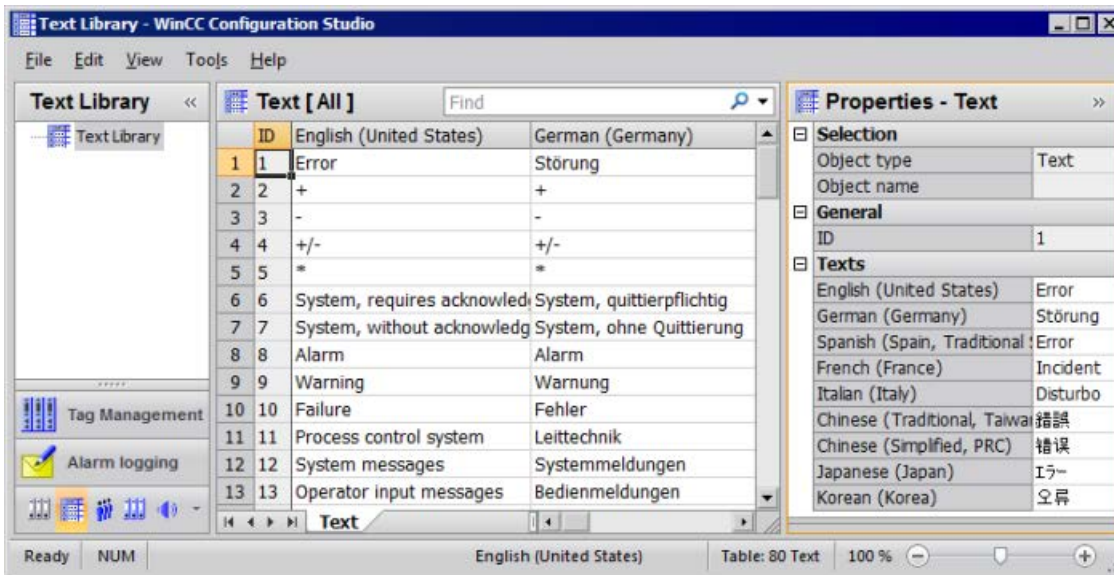 Text Library - WinCC Configuration Studio
File Edit View Tools Help
Text Library «
Text Library
Tag Management
Alarm logging
Text [ All ] Find
ID English (United States) German (Germany)
1 1 Error Störung
2 2 + +
3 3 - -
4 4 +/- +/-
5 5 * *
6 6 System, requires acknowled System, quittierpflichtig
7 7 System, without acknowledg System, ohne Quittierung
8 8 Alarm Alarm
9 9 Warning Warnung
10 10 Failure Fehler
11 11 Process control system Leittechnik
12 12 System messages Systemmeldungen
13 13 Operator input messages Bedienmeldungen
Text
Properties - Text »
Selection
Object type Text
Object name
General
ID 1
Texts
English (United States) Error
German (Germany) Störung
Spanish (Spain, Traditional Error
French (France) Incident
Italian (Italy) Disturbo
Chinese (Traditional, Taiwa 錯誤
Chinese (Simplified, PRC) 错误
Japanese (Japan) エラー
Korean (Korea) 오류
Ready NUM English (United States) Table: 80 Text 100 %